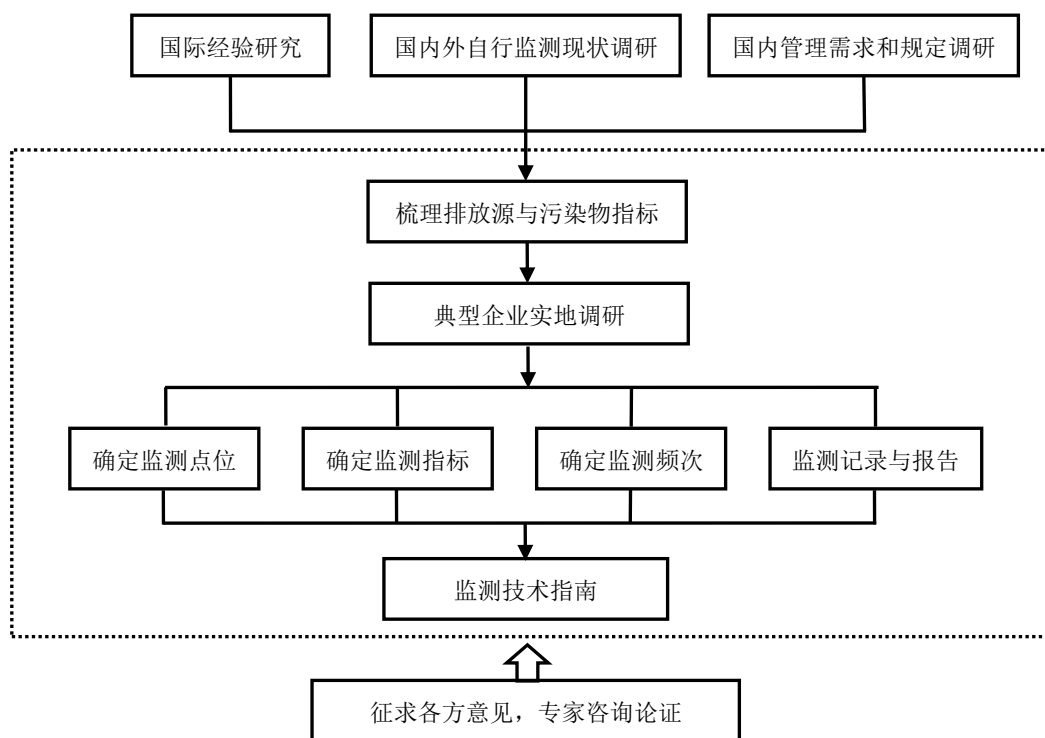 国际经验研究
国内外自行监测现状调研
国内管理需求和规定调研
梳理排放源与污染物指标
典型企业实地调研
确定监测点位
确定监测指标
确定监测频次
监测记录与报告
监测技术指南
征求各方意见，专家咨询论证